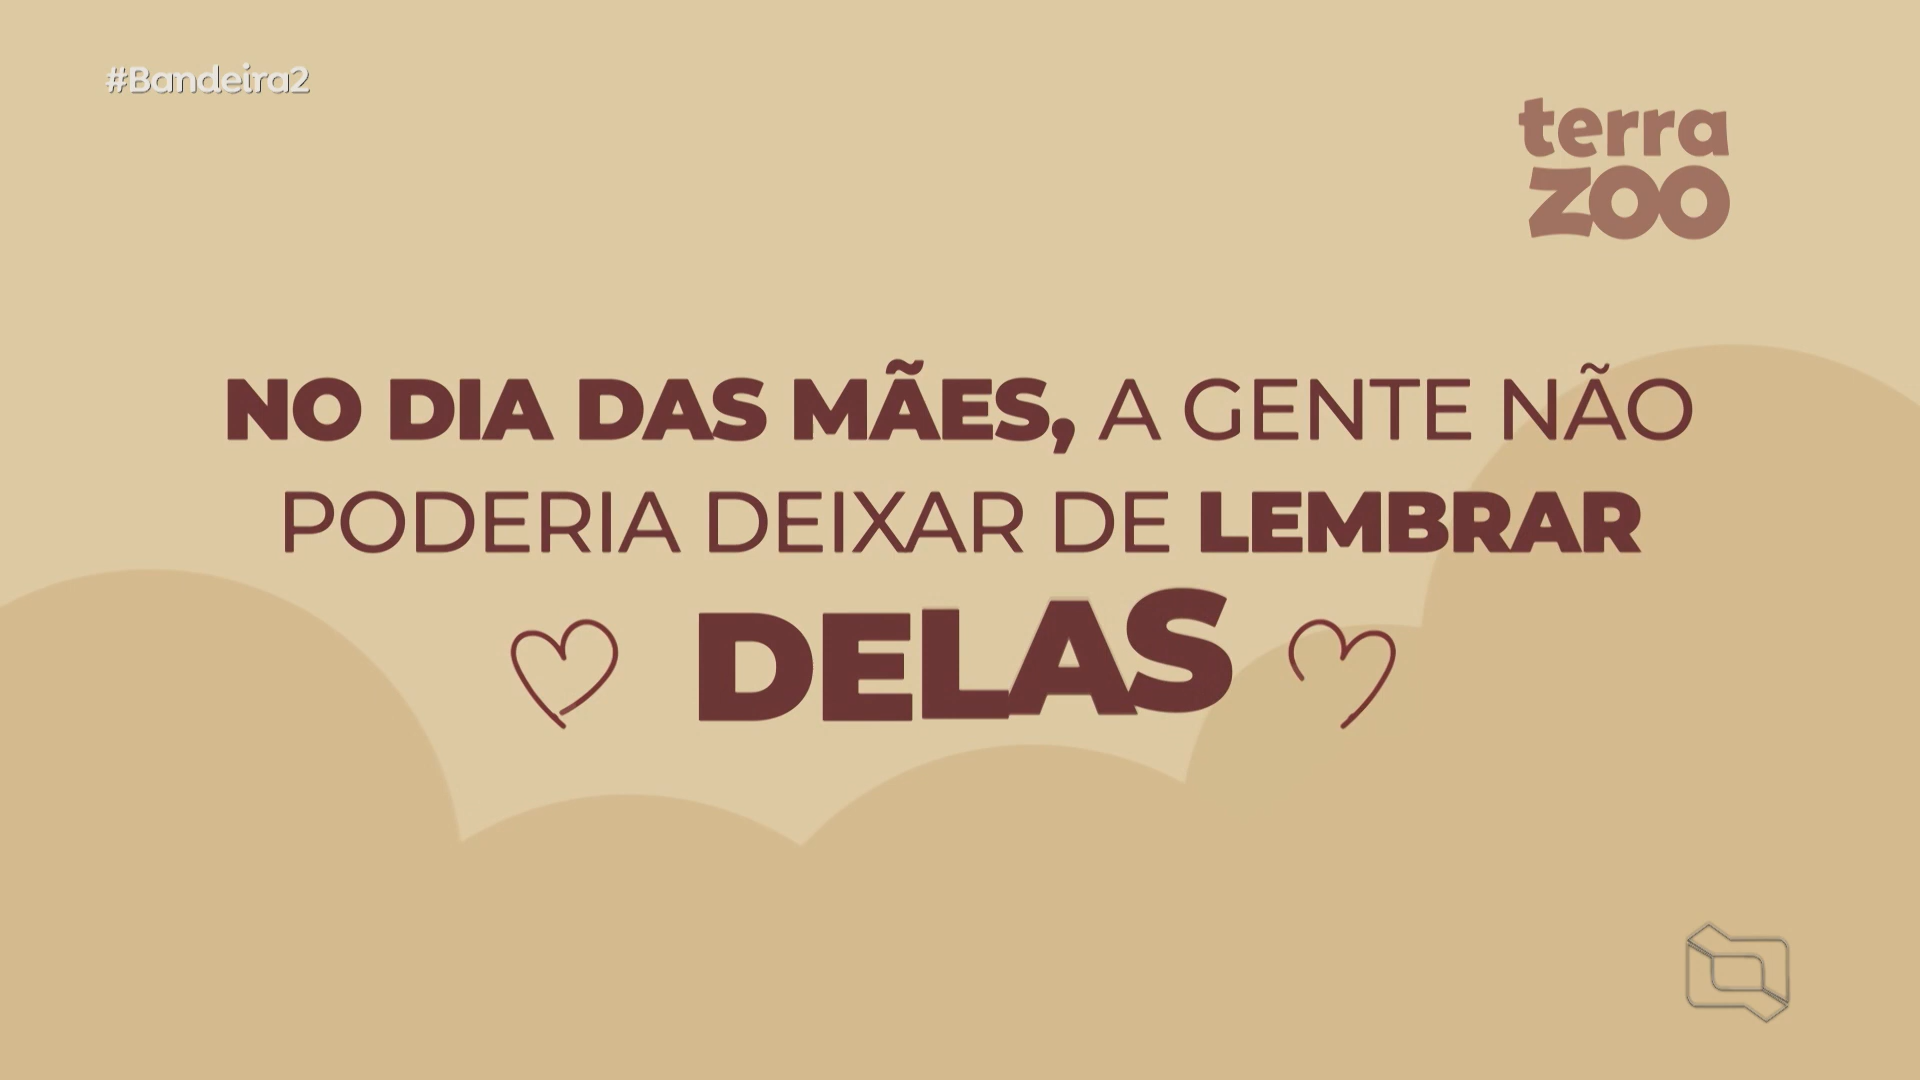 #Bandeira2
terra
zoo
NO DIA DAS MÃES, A GENTE NÃO
PODERIA DEIXAR DE LEMBRAR
DELAS